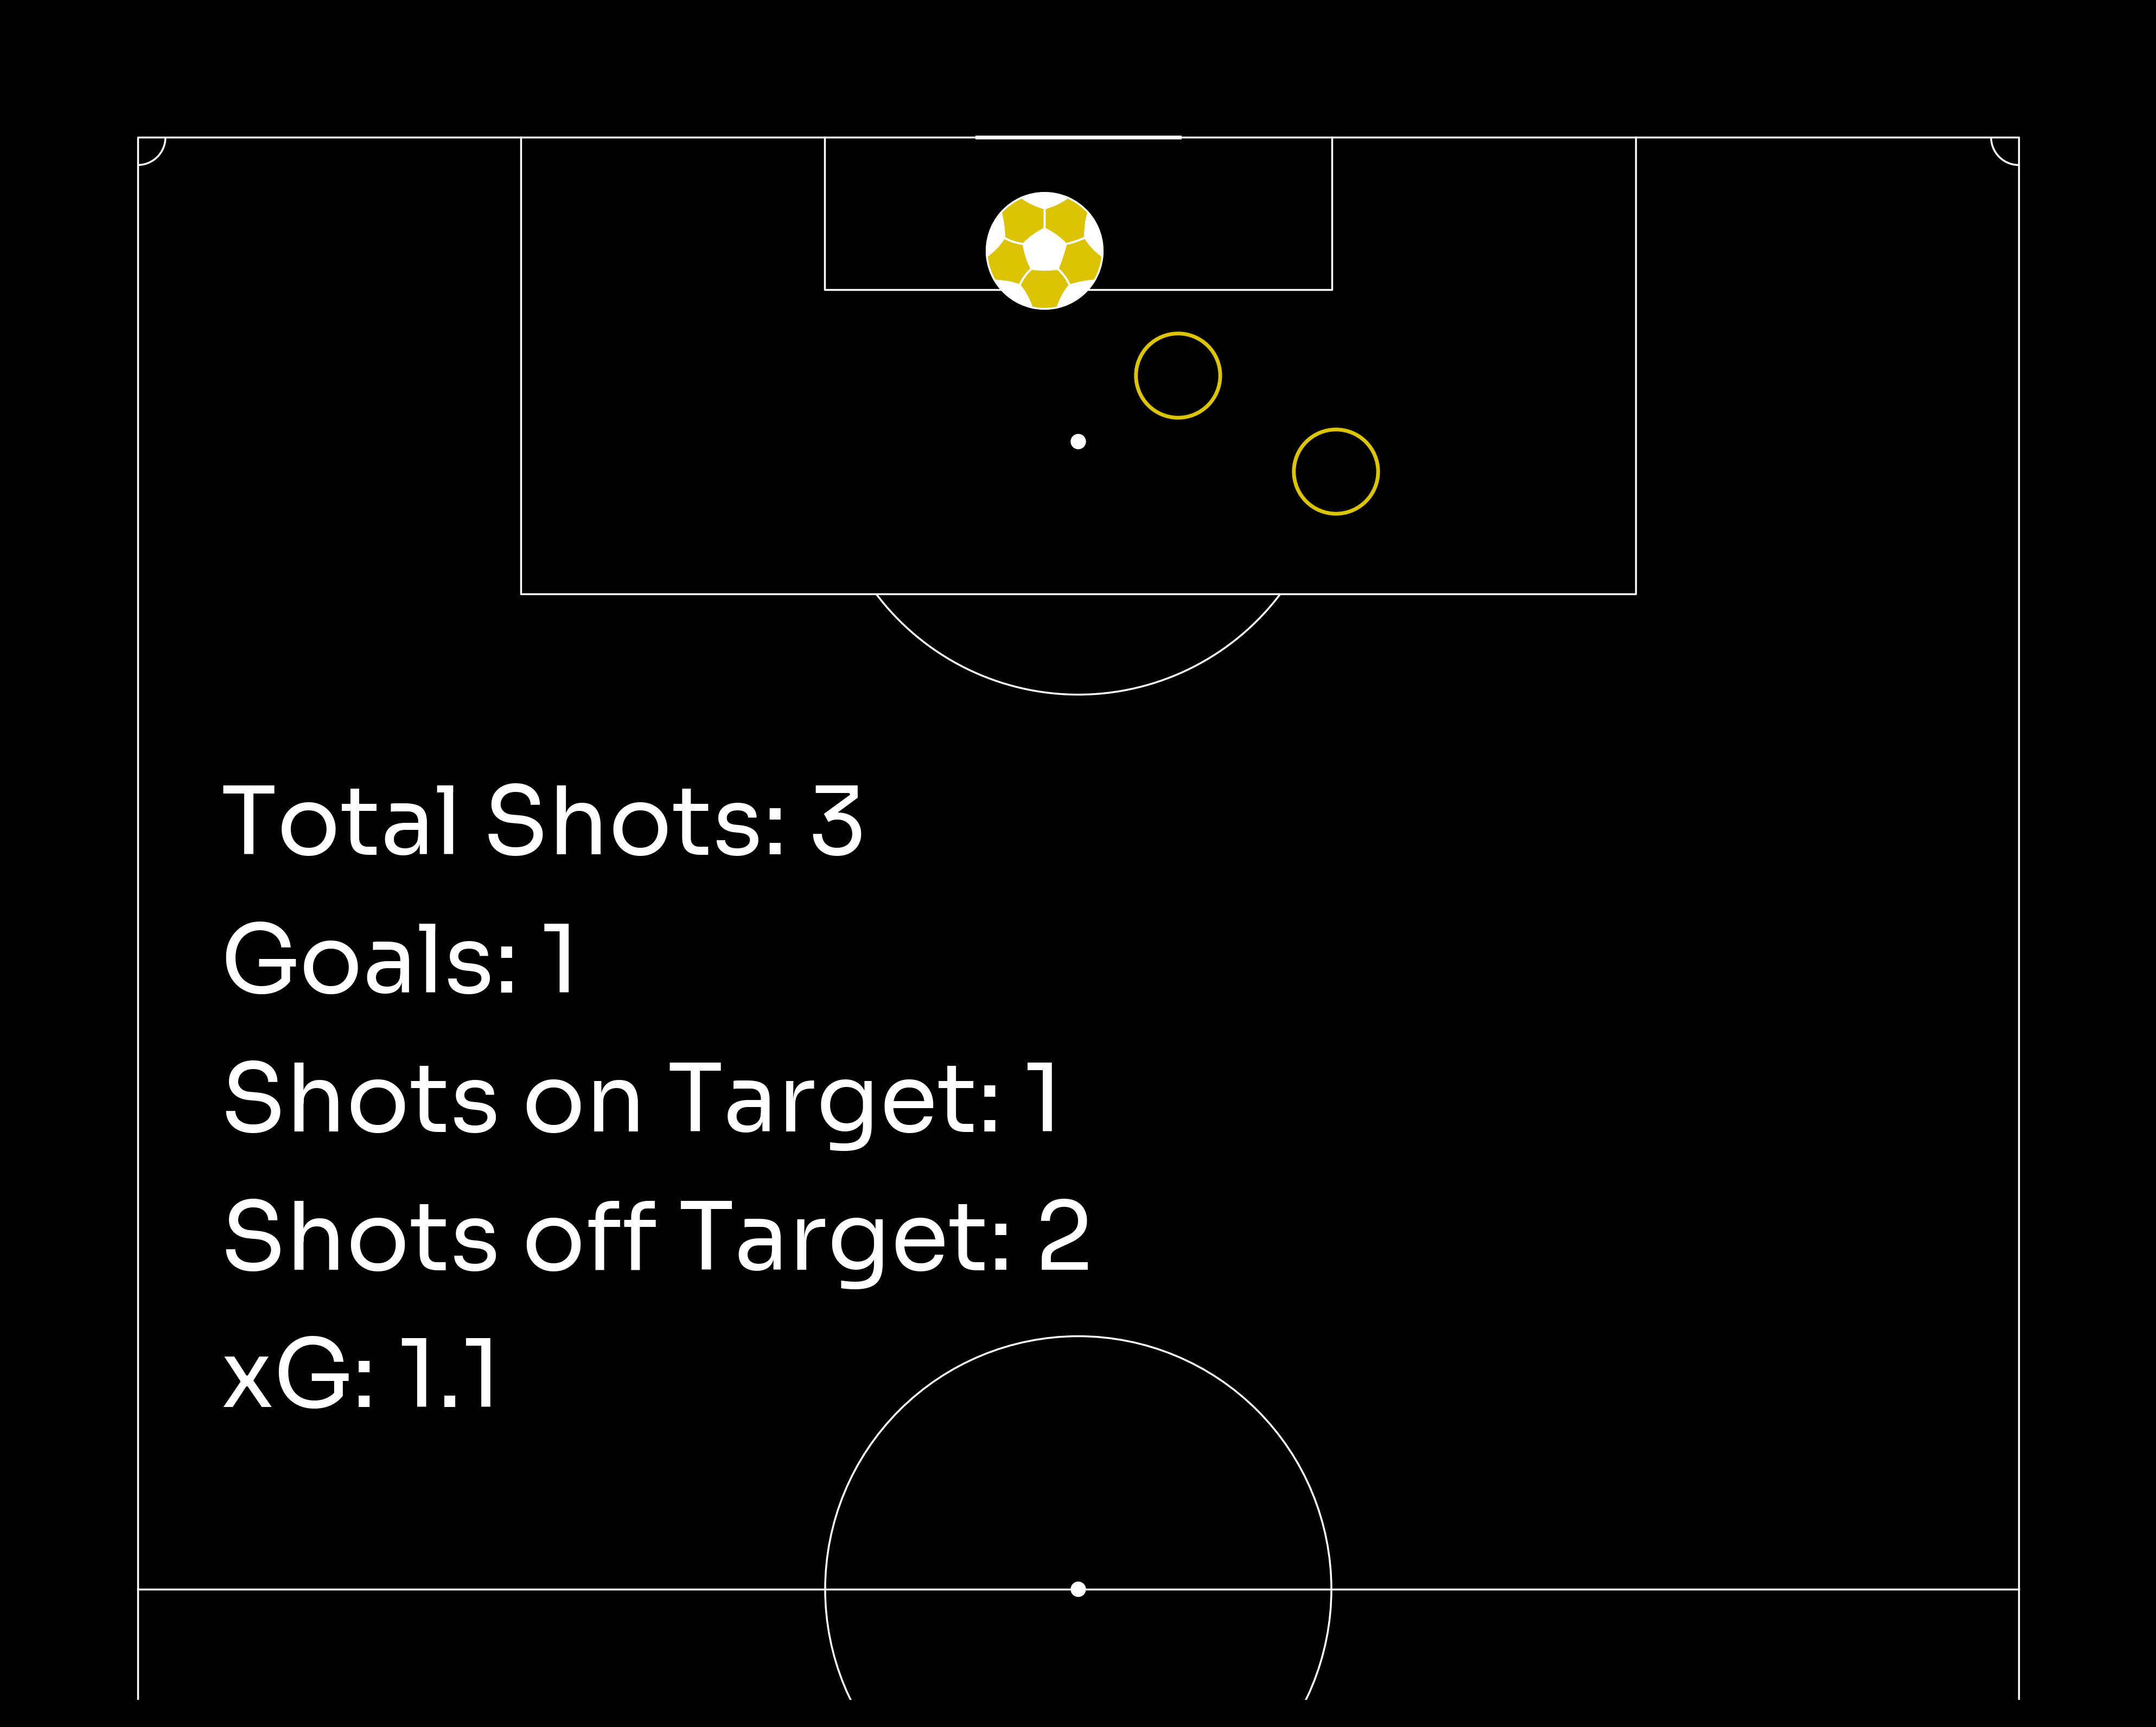 Total Shots: 3
Goals: 1
Shots on Target: 1
Shots off Target: 2
xG: 1.1